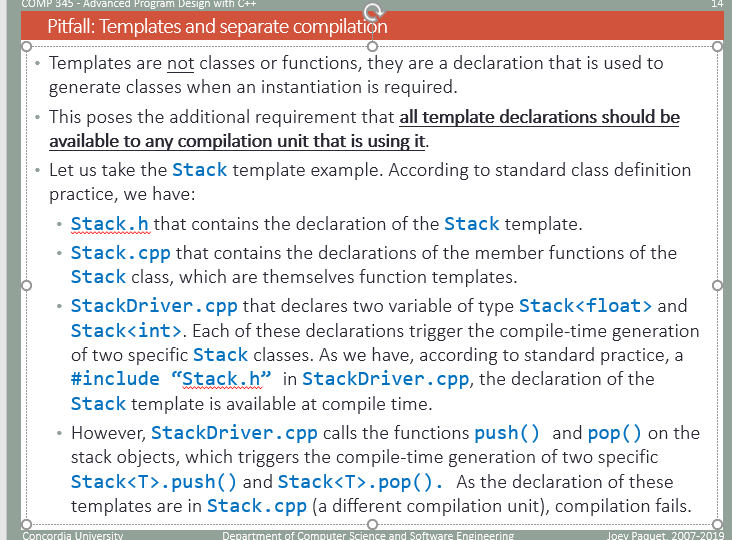 COMP 345 - Advanced Program Design with C++
14
Pitfall: Templates and separate compilation
• Templates are not classes or functions, they are a declaration that is used to
generate classes when an instantiation is required.
• This poses the additional requirement that all template declarations should be
available to any compilation unit that is using it.
• Let us take the Stack template example. According to standard class definition
practice, we have:
• Stack.h that contains the declaration of the Stack template.
• Stack.cpp that contains the declarations of the member functions of the
Stack class, which are themselves function templates.
• StackDriver.cpp that declares two variable of type Stack<float> and
Stack<int>. Each of these declarations trigger the compile-time generation
of two specific Stack classes. As we have, according to standard practice, a
#include “Stack.h” in StackDriver.cpp, the declaration of the
Stack template is available at compile time.
• However, StackDriver.cpp calls the functions push() and pop() on the
stack objects, which triggers the compile-time generation of two specific
Stack<T>.push() and Stack<T>.pop(). As the declaration of these
templates are in Stack.cpp (a different compilation unit), compilation fails.
Concordia University
Department of Computer Science and Software Engineering
Joey Paquet, 2007-2019